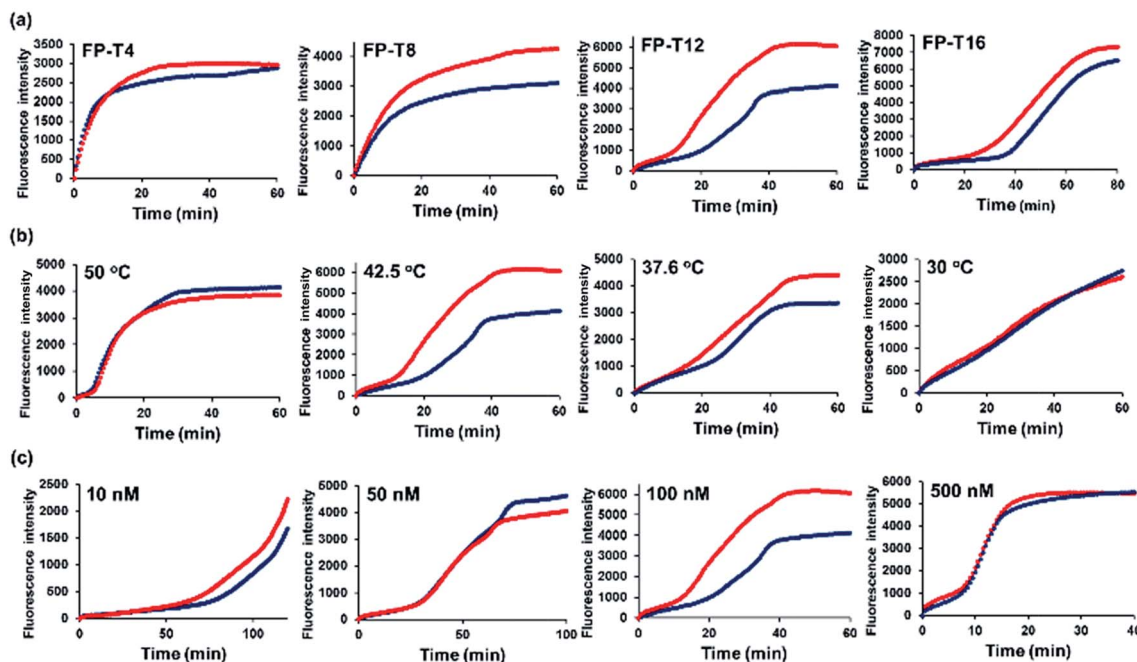 (a)
FP-T4
FP-T8
FP-T12
FP-T16
Fluorescence intensity
3500
3000
2500
2000
1500
1000
500
0
0 20 40 60
Time (min)
Fluorescence intensity
4000
3000
2000
1000
0
0 20 40 60
Time (min)
Fluorescence intensity
6000
5000
4000
3000
2000
1000
0
0 20 40 60
Time (min)
Fluorescence intensity
7000
6000
5000
4000
3000
2000
1000
0
0 20 40 60 80
Time (min)
(b)
50 °C
42.5 °C
37.6 °C
30 °C
Fluorescence intensity
5000
4000
3000
2000
1000
0
0 20 40 60
Time (min)
Fluorescence intensity
6000
5000
4000
3000
2000
1000
0
0 20 40 60
Time (min)
Fluorescence intensity
5000
4000
3000
2000
1000
0
0 20 40 60
Time (min)
Fluorescence intensity
3000
2500
2000
1500
1000
500
0
0 20 40 60
Time (min)
(c)
10 nM
50 nM
100 nM
500 nM
Fluorescence intensity
2500
2000
1500
1000
500
0
0 50 100
Time (min)
Fluorescence intensity
5000
4000
3000
2000
1000
0
0 50 100
Time (min)
Fluorescence intensity
6000
5000
4000
3000
2000
1000
0
0 20 40 60
Time (min)
Fluorescence intensity
6000
5000
4000
3000
2000
1000
0
0 10 20 30 40
Time (min)